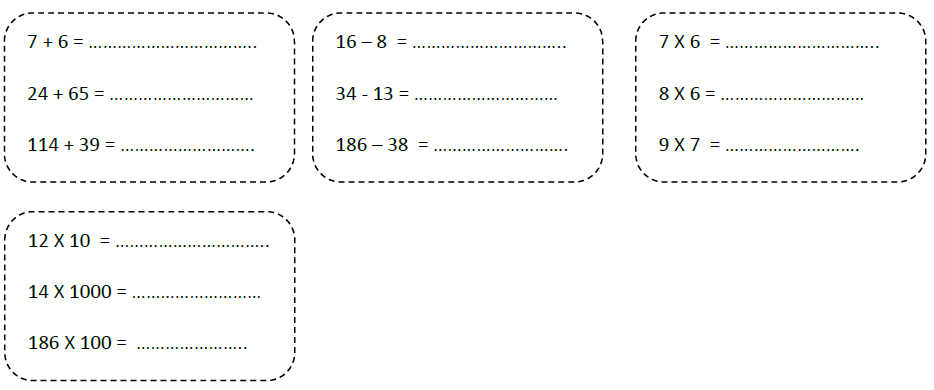 7 + 6 = ……………………………..
24 + 65 = …………………………
114 + 39 = ……………………….
16 – 8 = …………………………..
34 - 13 = …………………………
186 – 38 = ……………………….
7 X 6 = …………………………..
8 X 6 = …………………………
9 X 7 = ……………………….
12 X 10 = …………………………..
14 X 1000 = ………………………
186 X 100 = …………………..